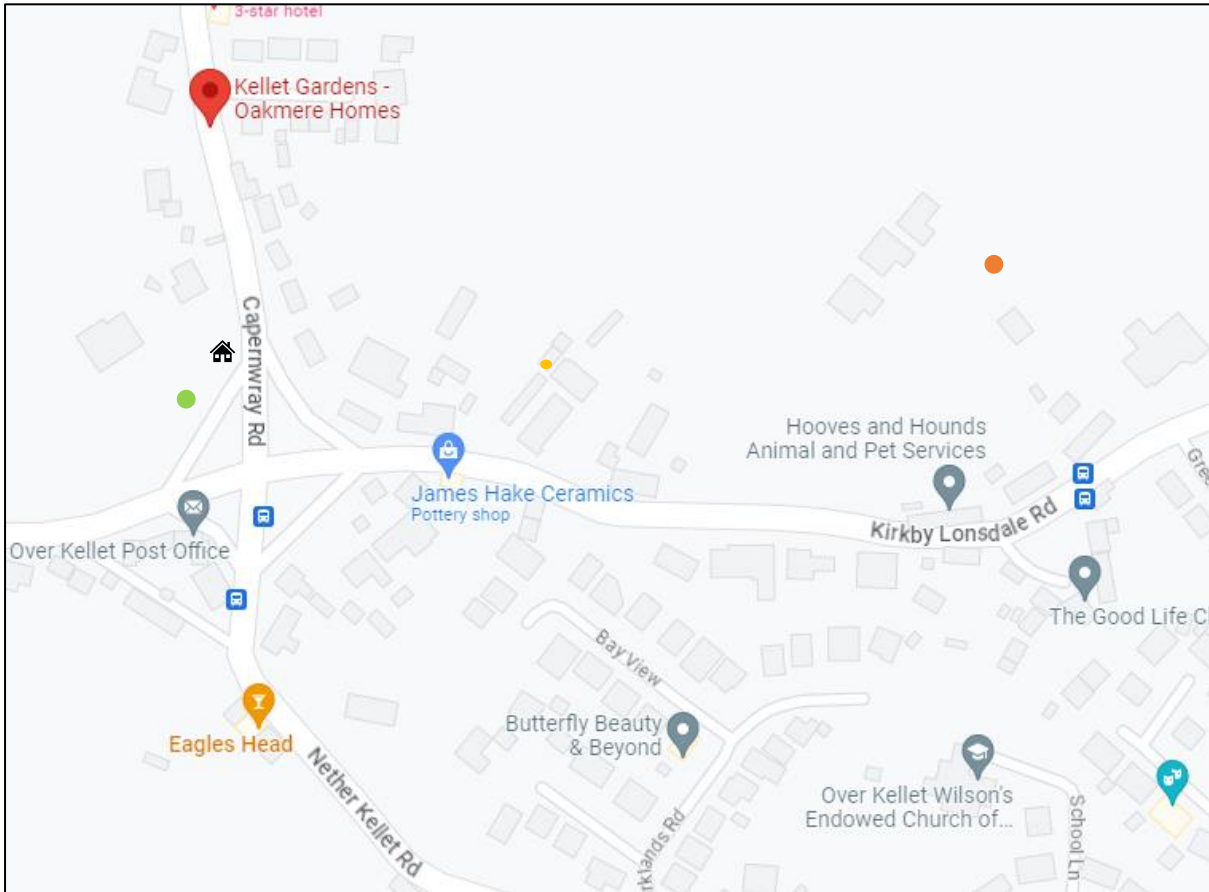 3-star hotel
Kellet Gardens -
Oakmere Homes
Capernwray Rd
Hooves and Hounds
Animal and Pet Services
James Hake Ceramics
Pottery shop
Kirkby Lonsdale Rd
Over Kellet Post Office
The Good Life
Bay View
Butterfly Beauty
& Beyond
Eagles Head
Nether Kellet Rd
Over Kellet Wilson's
Endowed Church of...
School Ln